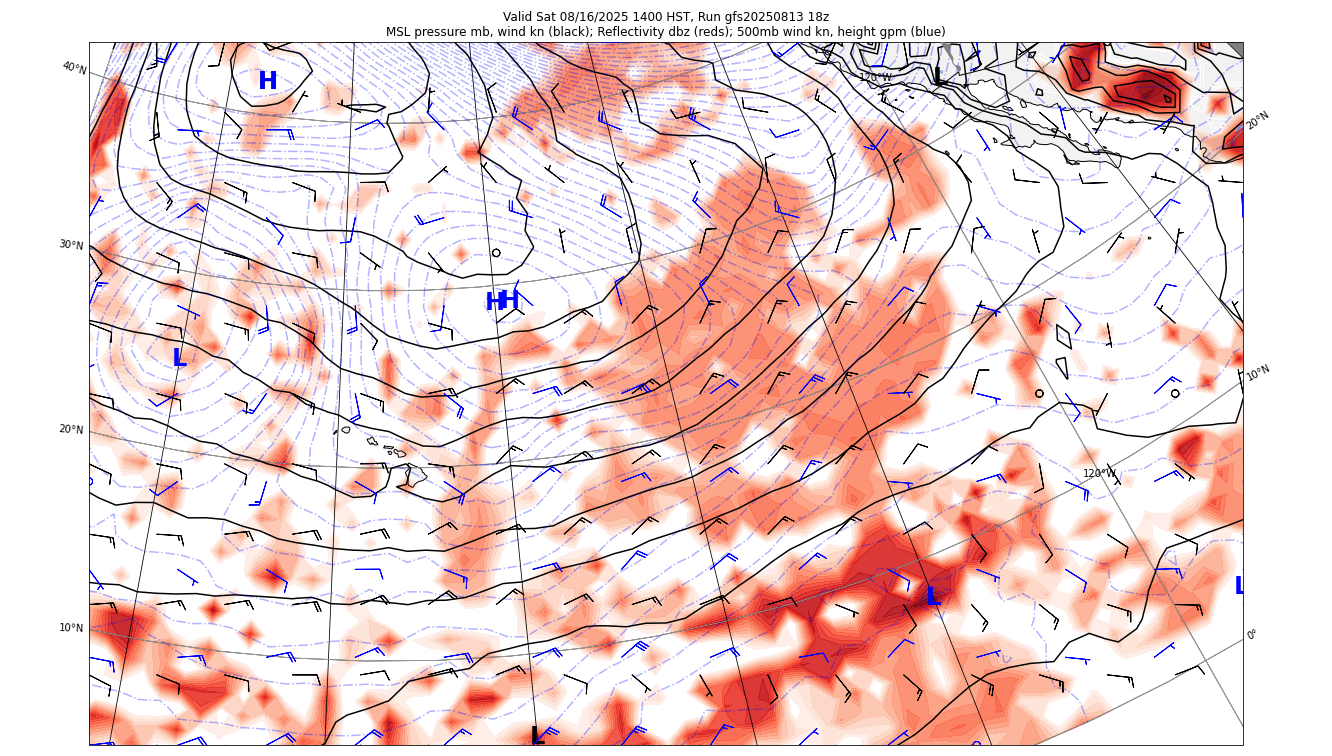 Valid Sat 08/16/2025 1400 HST, Run gfs20250813 18z
MSL pressure mb, wind kn (black); Reflectivity dbz (reds); 500mb wind kn, height gpm (blue)
40°N
H
120°W
L
20°N
30°N
H
H
L
10°N
20°N
120°W
L
L
10°N
0°
L